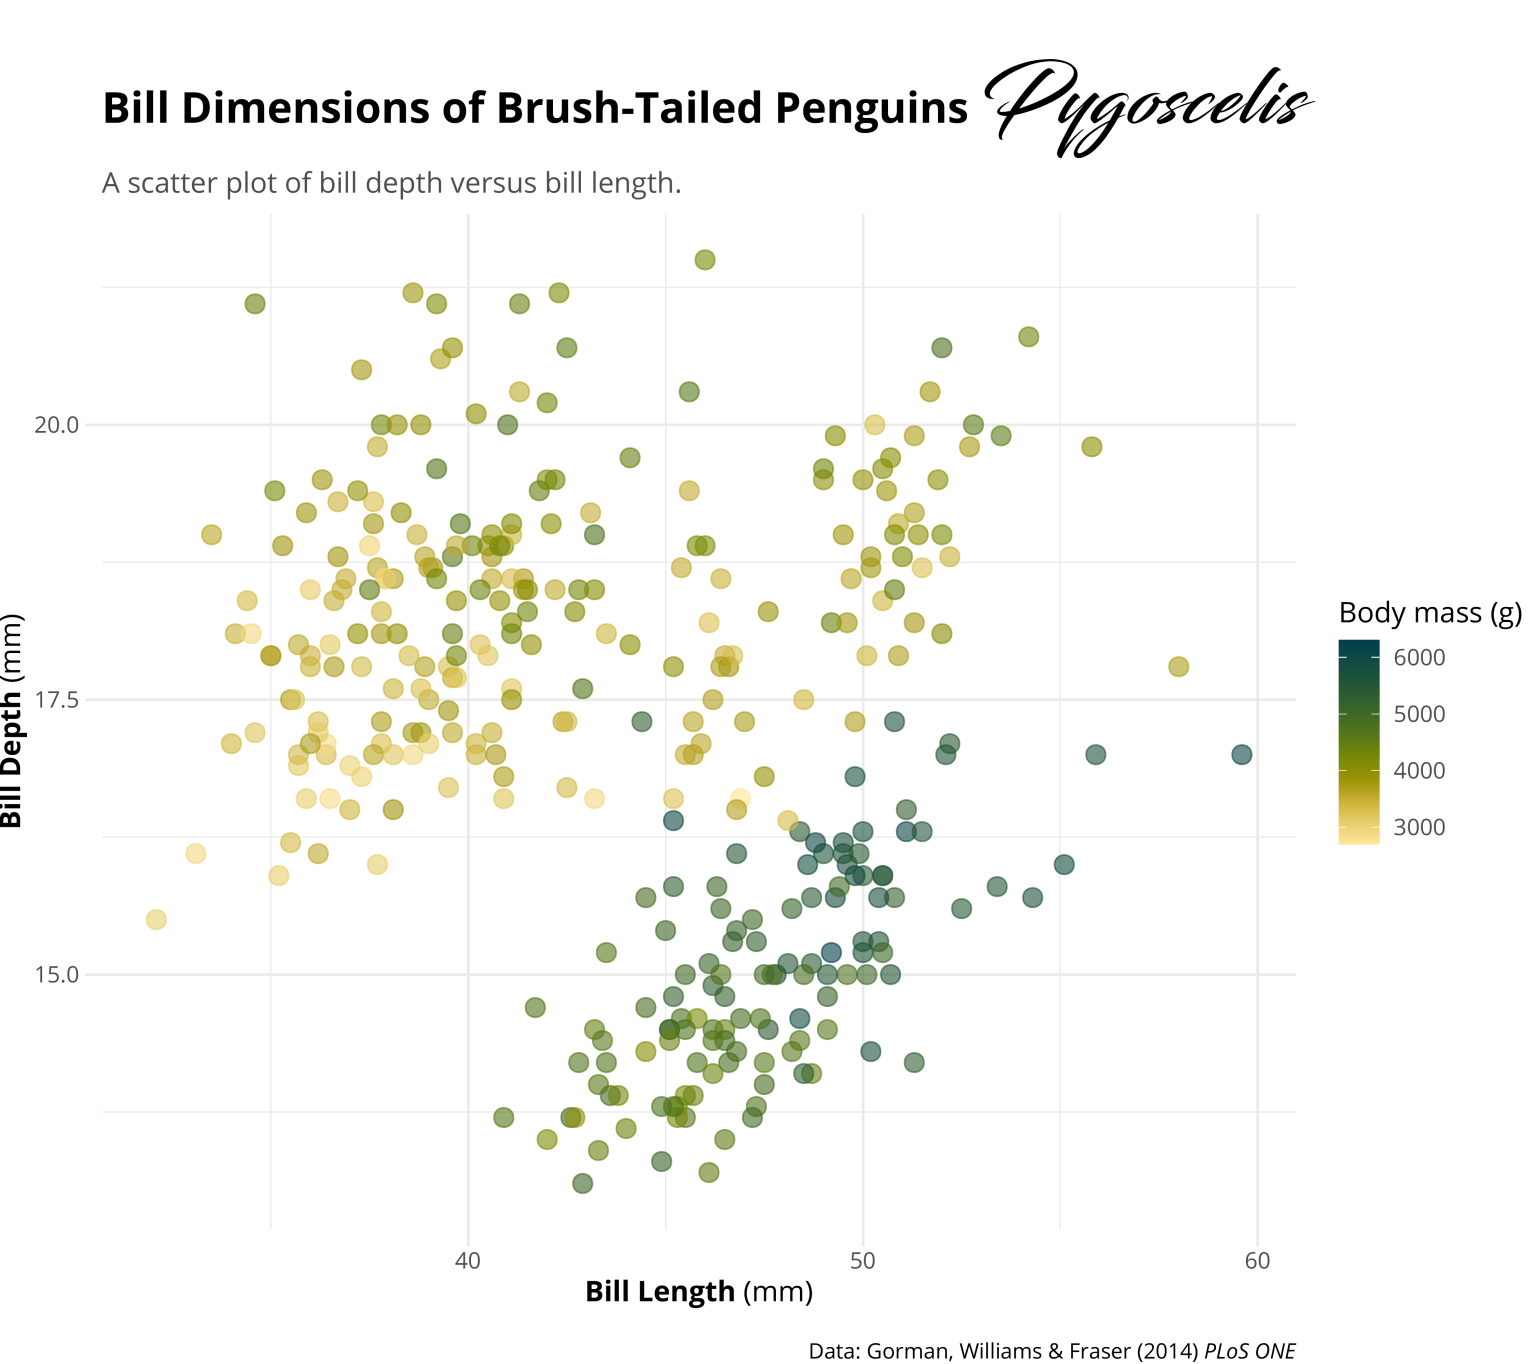 Bill Dimensions of Brush-Tailed Penguins Pygoscelis
A scatter plot of bill depth versus bill length.
20.0
17.5
15.0
Bill Depth (mm)
40 50 60
Bill Length (mm)
Body mass (g)
6000
5000
4000
3000
Data: Gorman, Williams & Fraser (2014) PLoS ONE